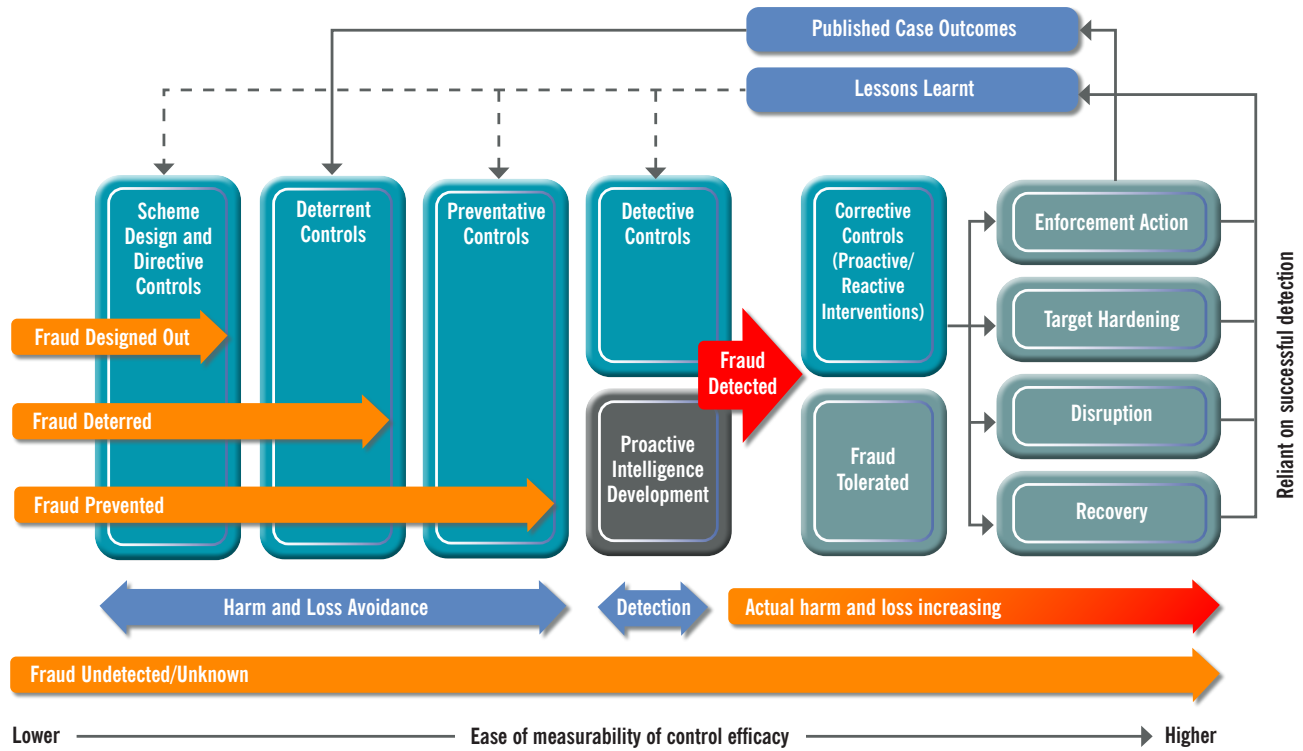 Published Case Outcomes
Lessons Learnt
Scheme
Design and
Directive
Controls
Deterrent
Controls
Preventative
Controls
Detective
Controls
Corrective
Controls
(Proactive/
Reactive
Interventions)
Enforcement Action
Target Hardening
Disruption
Recovery
Reliant on successful detection
Fraud Designed Out
Fraud Deterred
Fraud Prevented
Fraud
Detected
Proactive
Intelligence
Development
Fraud
Tolerated
Harm and Loss Avoidance
Detection
Actual harm and loss increasing
Fraud Undetected/Unknown
Lower
Ease of measurability of control efficacy
Higher